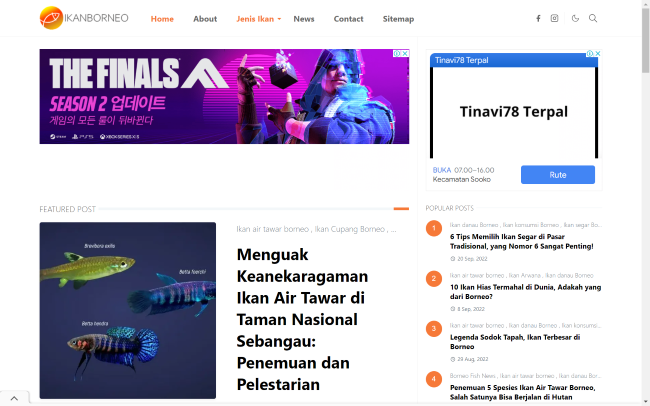 IKANBORNEO
Home
About
Jenis Ikan
News
Contact
Sitemap
THE FINALS
SEASON 2 업데이트
게임의 모든 룰이 뒤바뀐다
STEAM PS5 XBOX SERIES X|S
Tinavi78 Terpal
Tinavi78 Terpal
BUKA 07.00–16.00
Kecamatan Sooko
Rute
FEATURED POST
Brevibora exilis
Betta foerschi
Betta hendra
Ikan air tawar borneo , Ikan Cupang Borneo , ...
Menguak
Keanekaragaman
Ikan Air Tawar di
Taman Nasional
Sebangau:
Penemuan dan
Pelestarian
POPULAR POSTS
1
Ikan danau Borneo , Ikan konsumsi Borneo , Ikan segar Bo...
6 Tips Memilih Ikan Segar di Pasar
Tradisional, yang Nomor 6 Sangat Penting!
20 Sep, 2022
2
Ikan air tawar borneo , Ikan Arwana , Ikan danau Borneo
10 Ikan Hias Termahal di Dunia, Adakah yang
dari Borneo?
8 Sep, 2022
3
Ikan air tawar borneo , Ikan danau Borneo , Ikan konsums...
Legenda Sodok Tapah, Ikan Terbesar di
Borneo
29 Aug, 2022
4
Borneo Fish News , Ikan air tawar borneo , Ikan danau Bor...
Penemuan 5 Spesies Ikan Air Tawar Borneo,
Salah Satunya Bisa Berjalan di Hutan